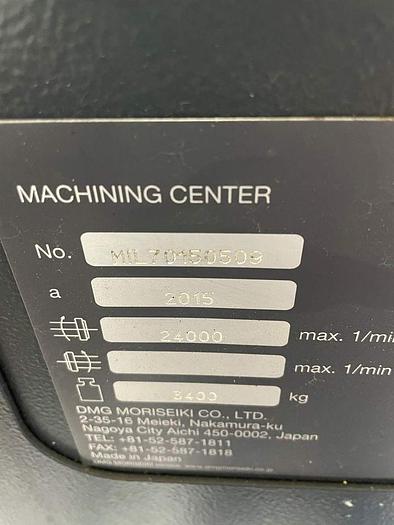 MACHINING CENTER
No. MIL70150509
a 2015
24000 max. 1/min
max. 1/min
3400 kg
DMG MORISEIKI CO., LTD.
2-35-16 Meieki, Nakamura-ku
Nagoya City Aichi 450-0002, Japan
TEL: +81-52-587-1811
FAX: +81-52-587-1818
Made in Japan